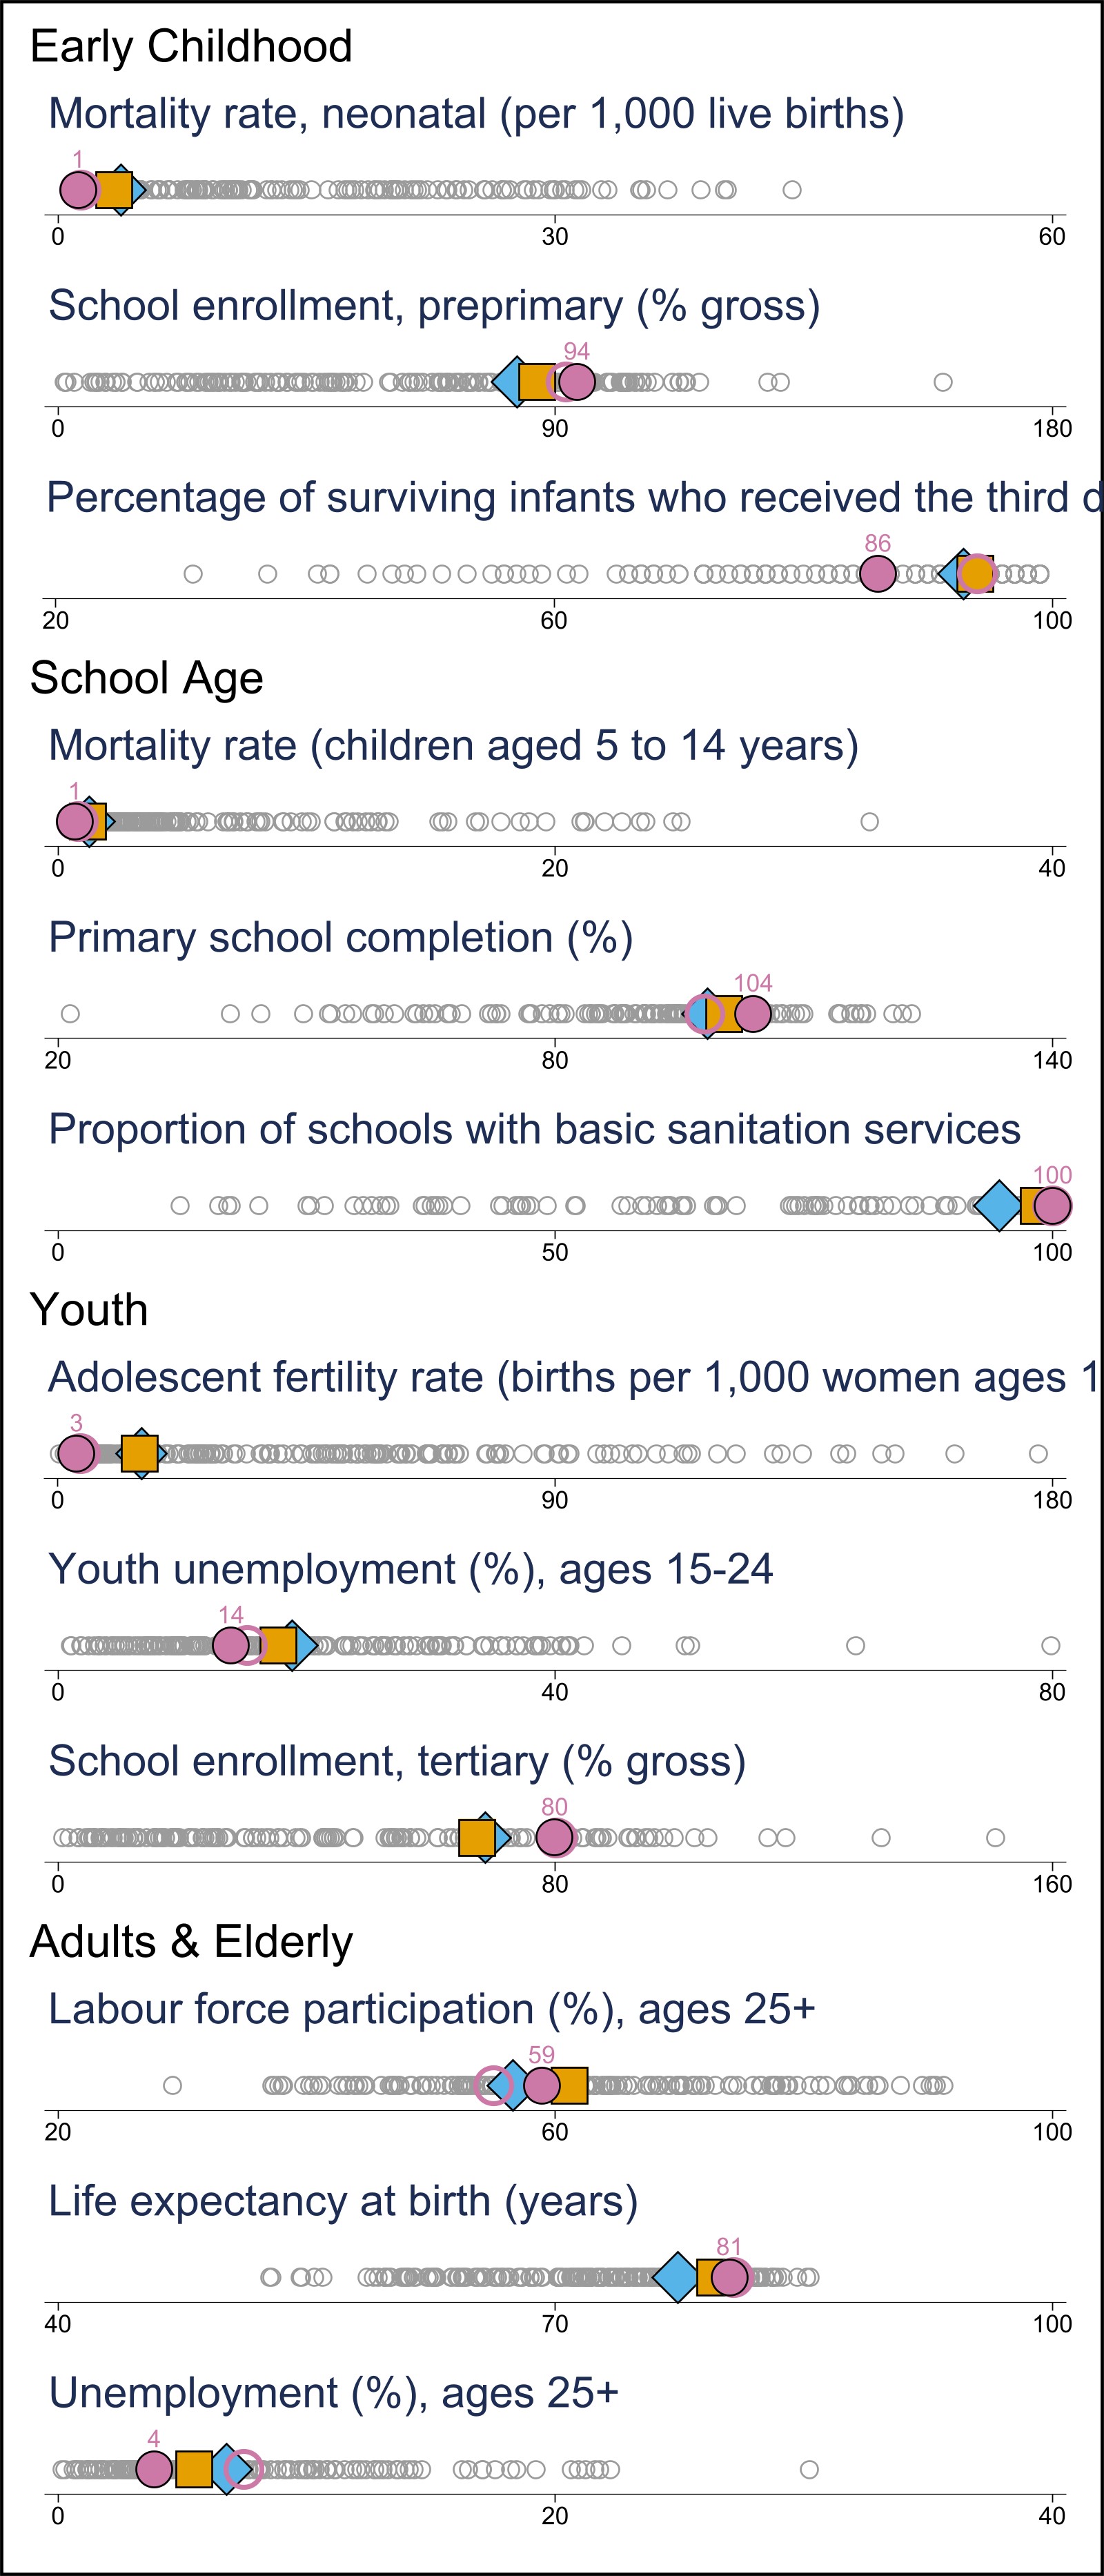 Early Childhood
Mortality rate, neonatal (per 1,000 live births)
1
0 30 60
School enrollment, preprimary (% gross)
94
0 90 180
Percentage of surviving infants who received the third d
86
20 60 100
School Age
Mortality rate (children aged 5 to 14 years)
1
0 20 40
Primary school completion (%)
104
20 80 140
Proportion of schools with basic sanitation services
100
0 50 100
Youth
Adolescent fertility rate (births per 1,000 women ages 1
3
0 90 180
Youth unemployment (%), ages 15-24
14
0 40 80
School enrollment, tertiary (% gross)
80
0 80 160
Adults & Elderly
Labour force participation (%), ages 25+
59
20 60 100
Life expectancy at birth (years)
81
40 70 100
Unemployment (%), ages 25+
4
0 20 40